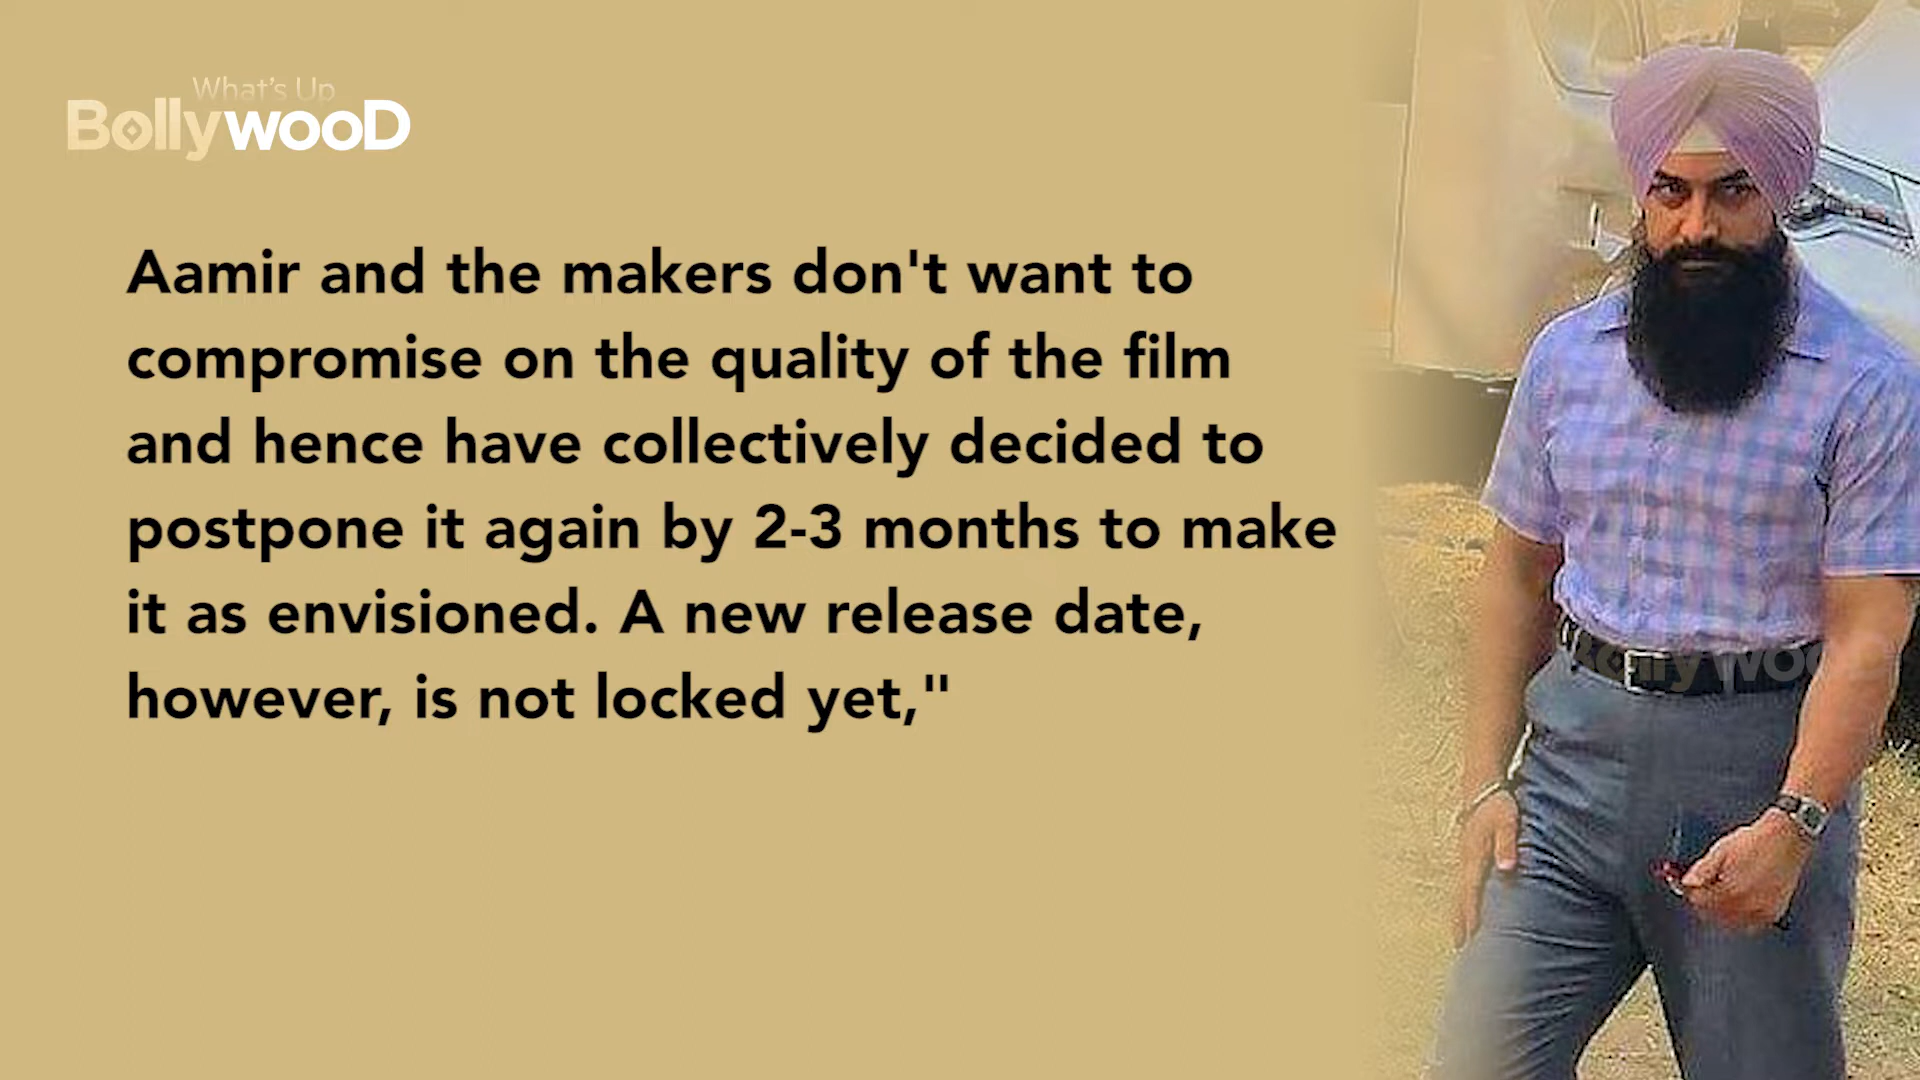 What's Up
BollywooD
Aamir and the makers don't want to
compromise on the quality of the film
and hence have collectively decided to
postpone it again by 2-3 months to make
it as envisioned. A new release date,
however, is not locked yet,"
BollywooD